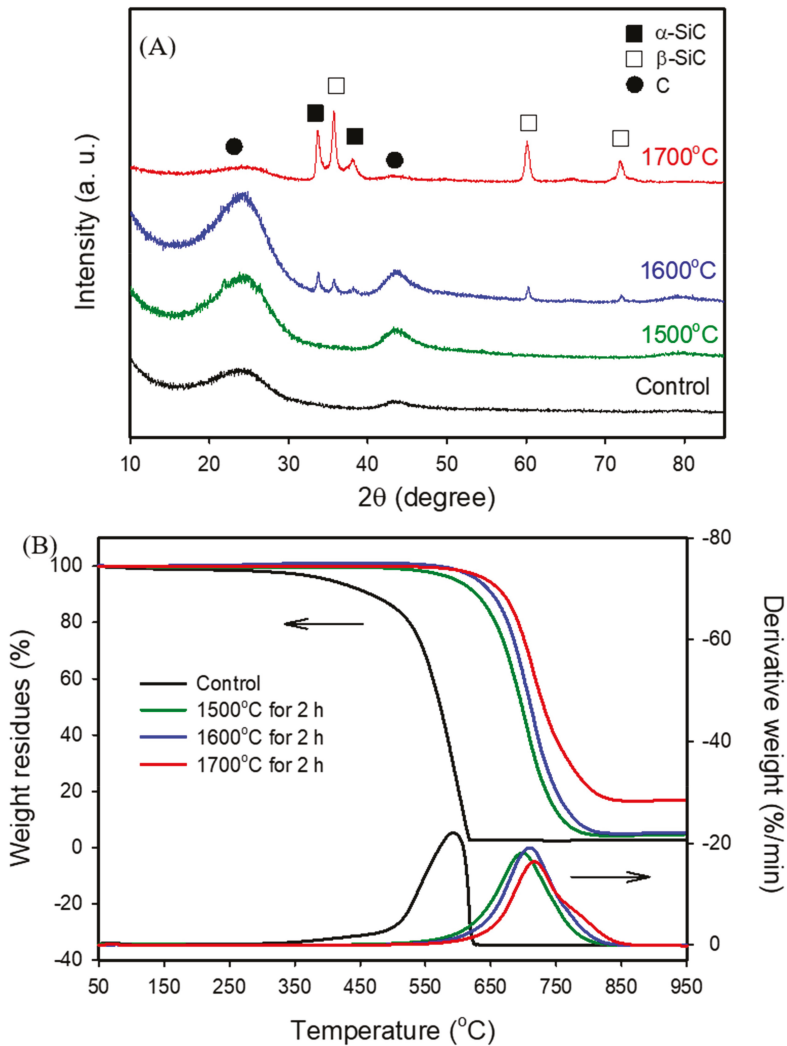 (A)
α-SiC
β-SiC
C
1700°C
1600°C
1500°C
Control
Intensity (a. u.)
10 20 30 40 50 60 70 80
2θ (degree)
(B)
100
80
60
40
20
0
-20
-40
Weight residues (%)
Control
1500°C for 2 h
1600°C for 2 h
1700°C for 2 h
-80
-60
-40
-20
0
Derivative weight (%/min)
50 150 250 350 450 550 650 750 850 950
Temperature (°C)